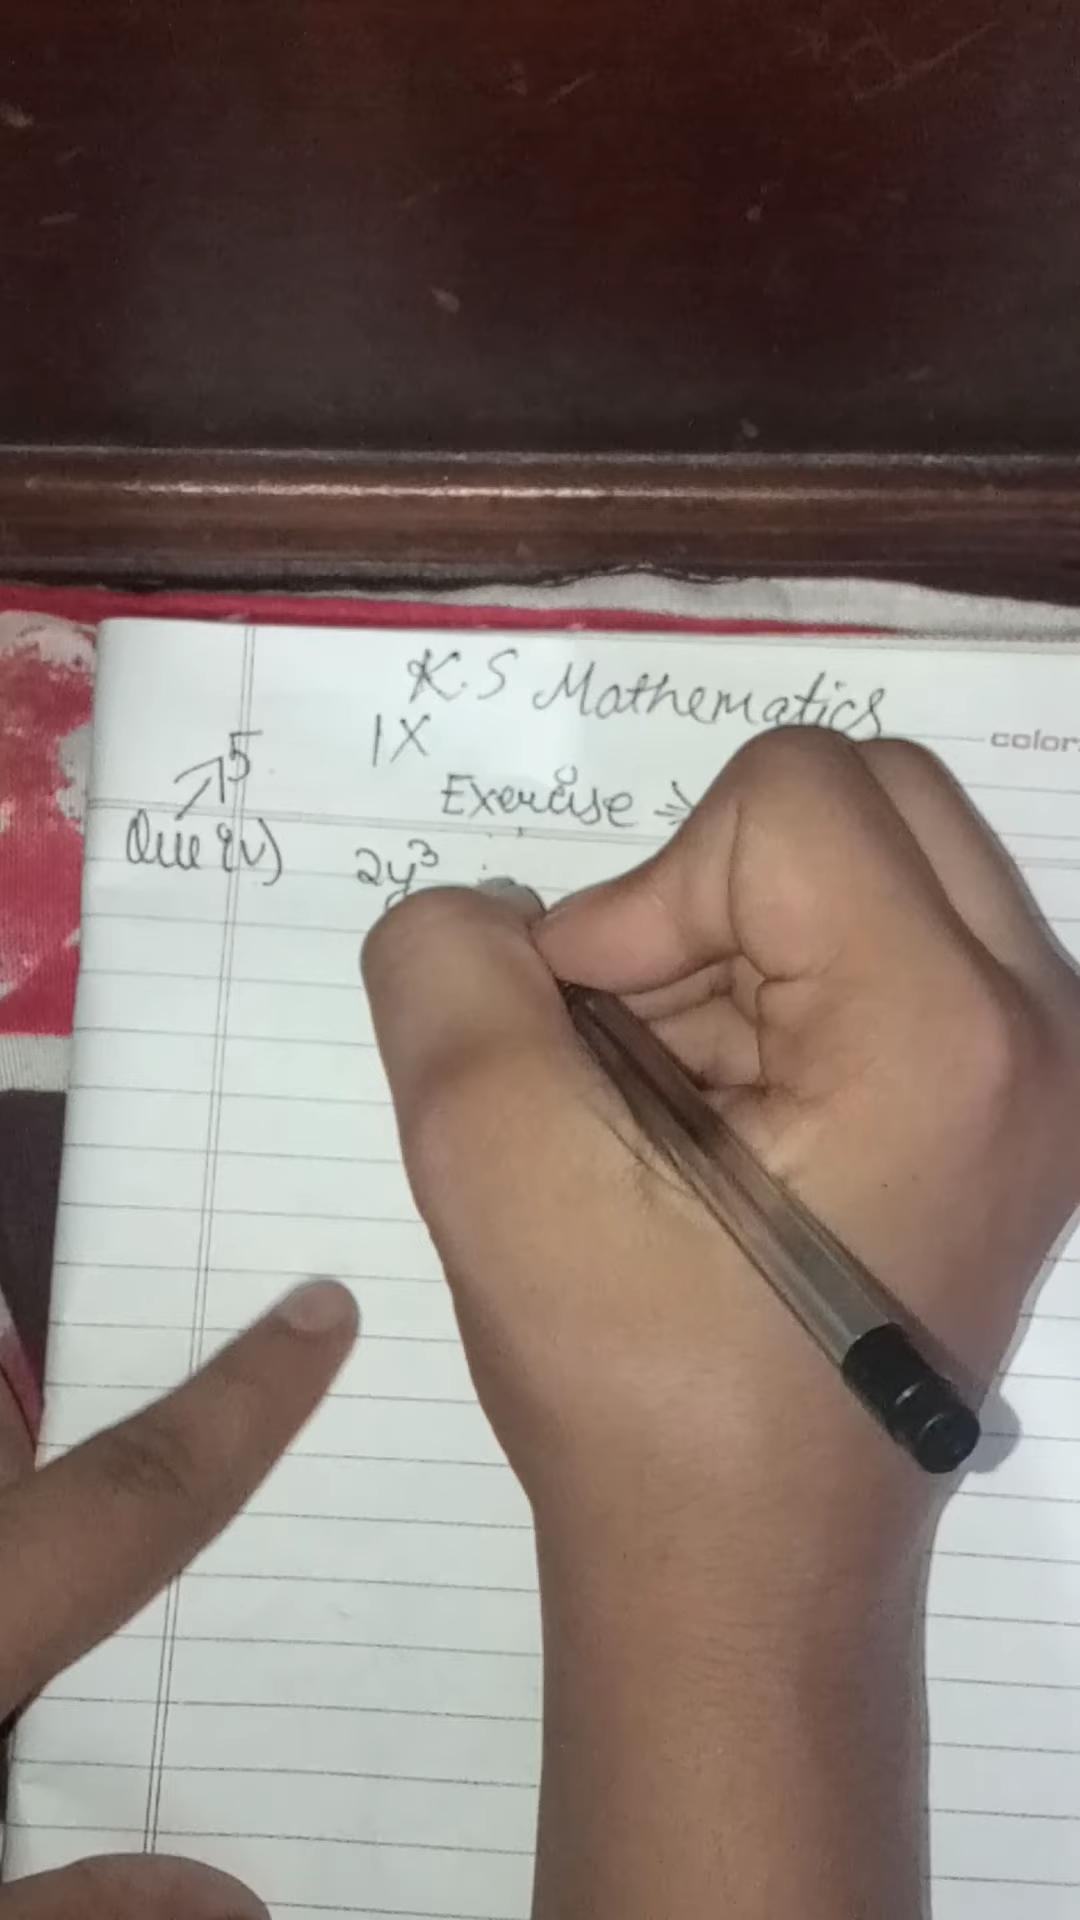 K.S Mathematics
color
IX
5
Exercise →
Que (iv) 2y³